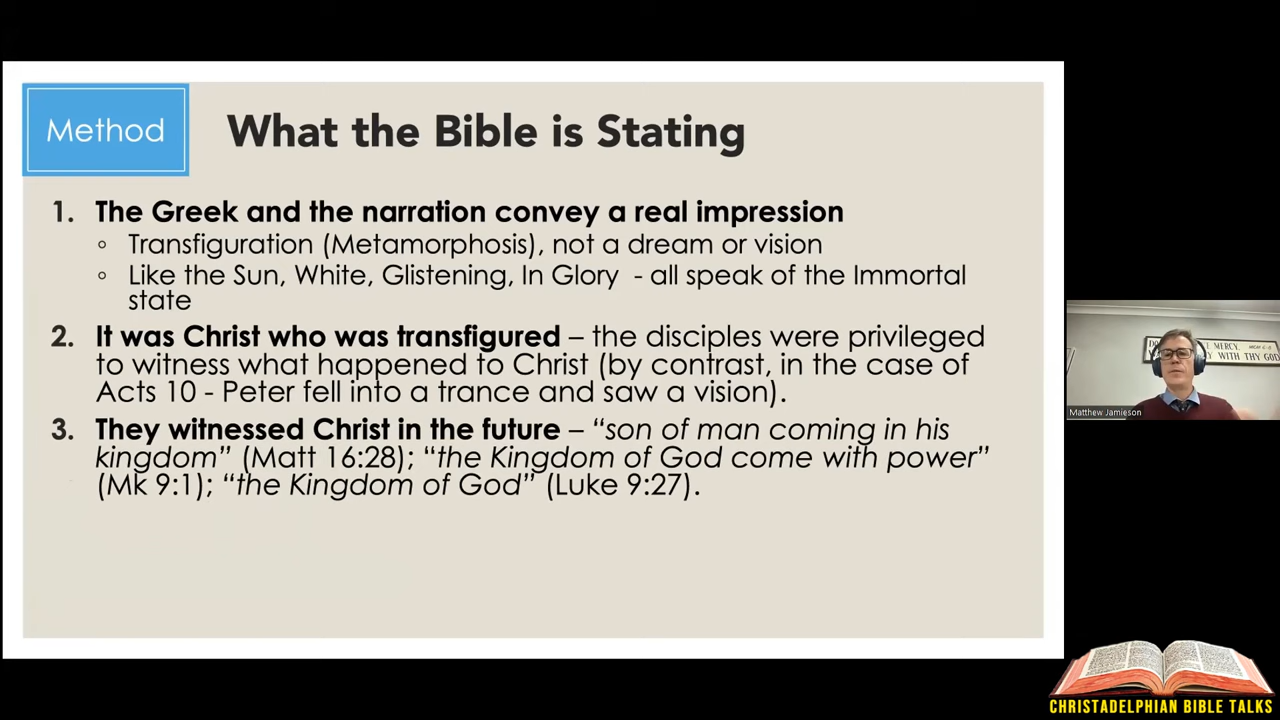 Method
What the Bible is Stating
1. The Greek and the narration convey a real impression
◦ Transfiguration (Metamorphosis), not a dream or vision
◦ Like the Sun, White, Glistening, In Glory - all speak of the Immortal
state
2. It was Christ who was transfigured – the disciples were privileged
to witness what happened to Christ (by contrast, in the case of
Acts 10 - Peter fell into a trance and saw a vision).
3. They witnessed Christ in the future – “son of man coming in his
kingdom” (Matt 16:28); “the Kingdom of God come with power”
(Mk 9:1); “the Kingdom of God” (Luke 9:27).
MERCY,
WITH THY GOD
Matthew Jamieson
CHRISTADELPHIAN BIBLE TALKS